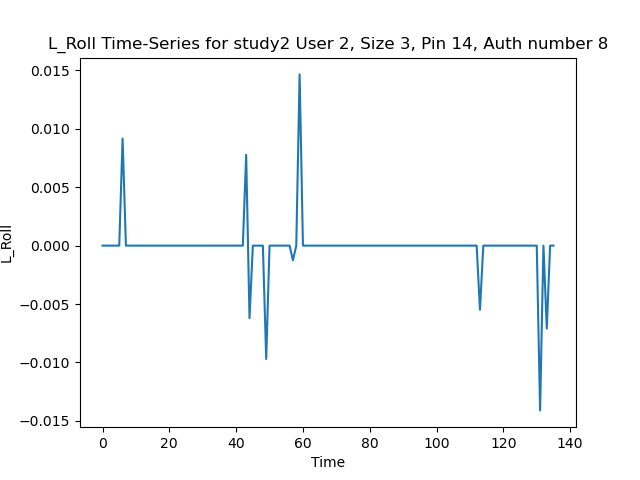 L_Roll Time-Series for study2 User 2, Size 3, Pin 14, Auth number 8
0.015
0.010
0.005
0.000
−0.005
−0.010
−0.015
L_Roll
0 20 40 60 80 100 120 140
Time